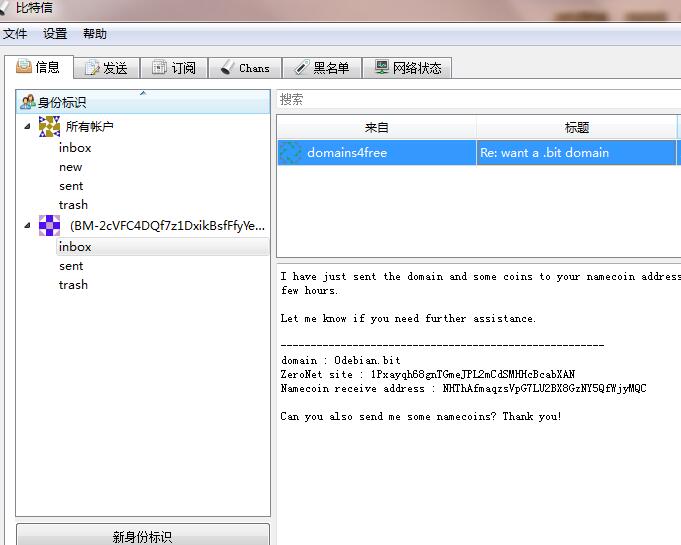 比特信
文件 设置 帮助
信息 发送 订阅 Chans 黑名单 网络状态
身份标识
所有帐户
inbox
new
sent
trash
(BM-2cVFC4DQf7z1DxikBsfFfyYe...
inbox
sent
trash
新身份标识
搜索
来自 标题
domains4free Re: want a .bit domain
I have just sent the domain and some coins to your namecoin address
few hours.
Let me know if you need further assistance.
------------------------------------------------------
domain : 0debian.bit
ZeroNet site : 1Pxayqh68gnTGmeJPL2mCdSMHHcBcabXAN
Namecoin receive address : NHThAfmaqzsVpG7LU2BX8GzNY5QfWjyMQC
Can you also send me some namecoins? Thank you!